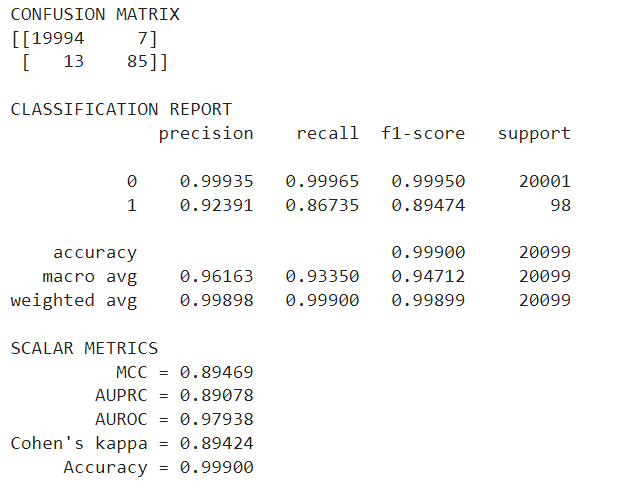 CONFUSION MATRIX
[[19994     7]
 [   13    85]]
CLASSIFICATION REPORT
              precision    recall  f1-score   support
           0    0.99935   0.99965   0.99950     20001
           1    0.92391   0.86735   0.89474        98
    accuracy                        0.99900     20099
   macro avg    0.96163   0.93350   0.94712     20099
weighted avg    0.99898   0.99900   0.99899     20099
SCALAR METRICS
          MCC = 0.89469
        AUPRC = 0.89078
        AUROC = 0.97938
Cohen's kappa = 0.89424
     Accuracy = 0.99900